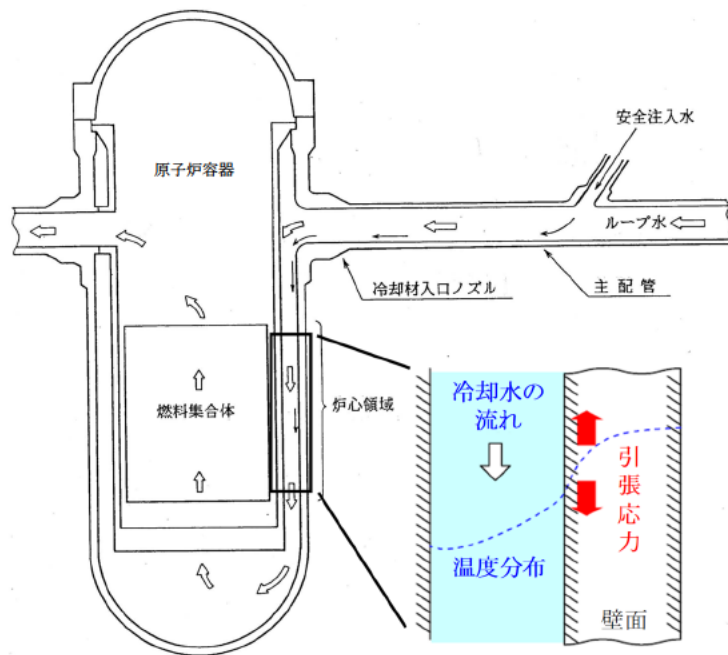 安全注入水
原子炉容器
ループ水
冷却材入口ノズル
主配管
燃料集合体
炉心領域
冷却水の
流れ
引張応力
温度分布
壁面